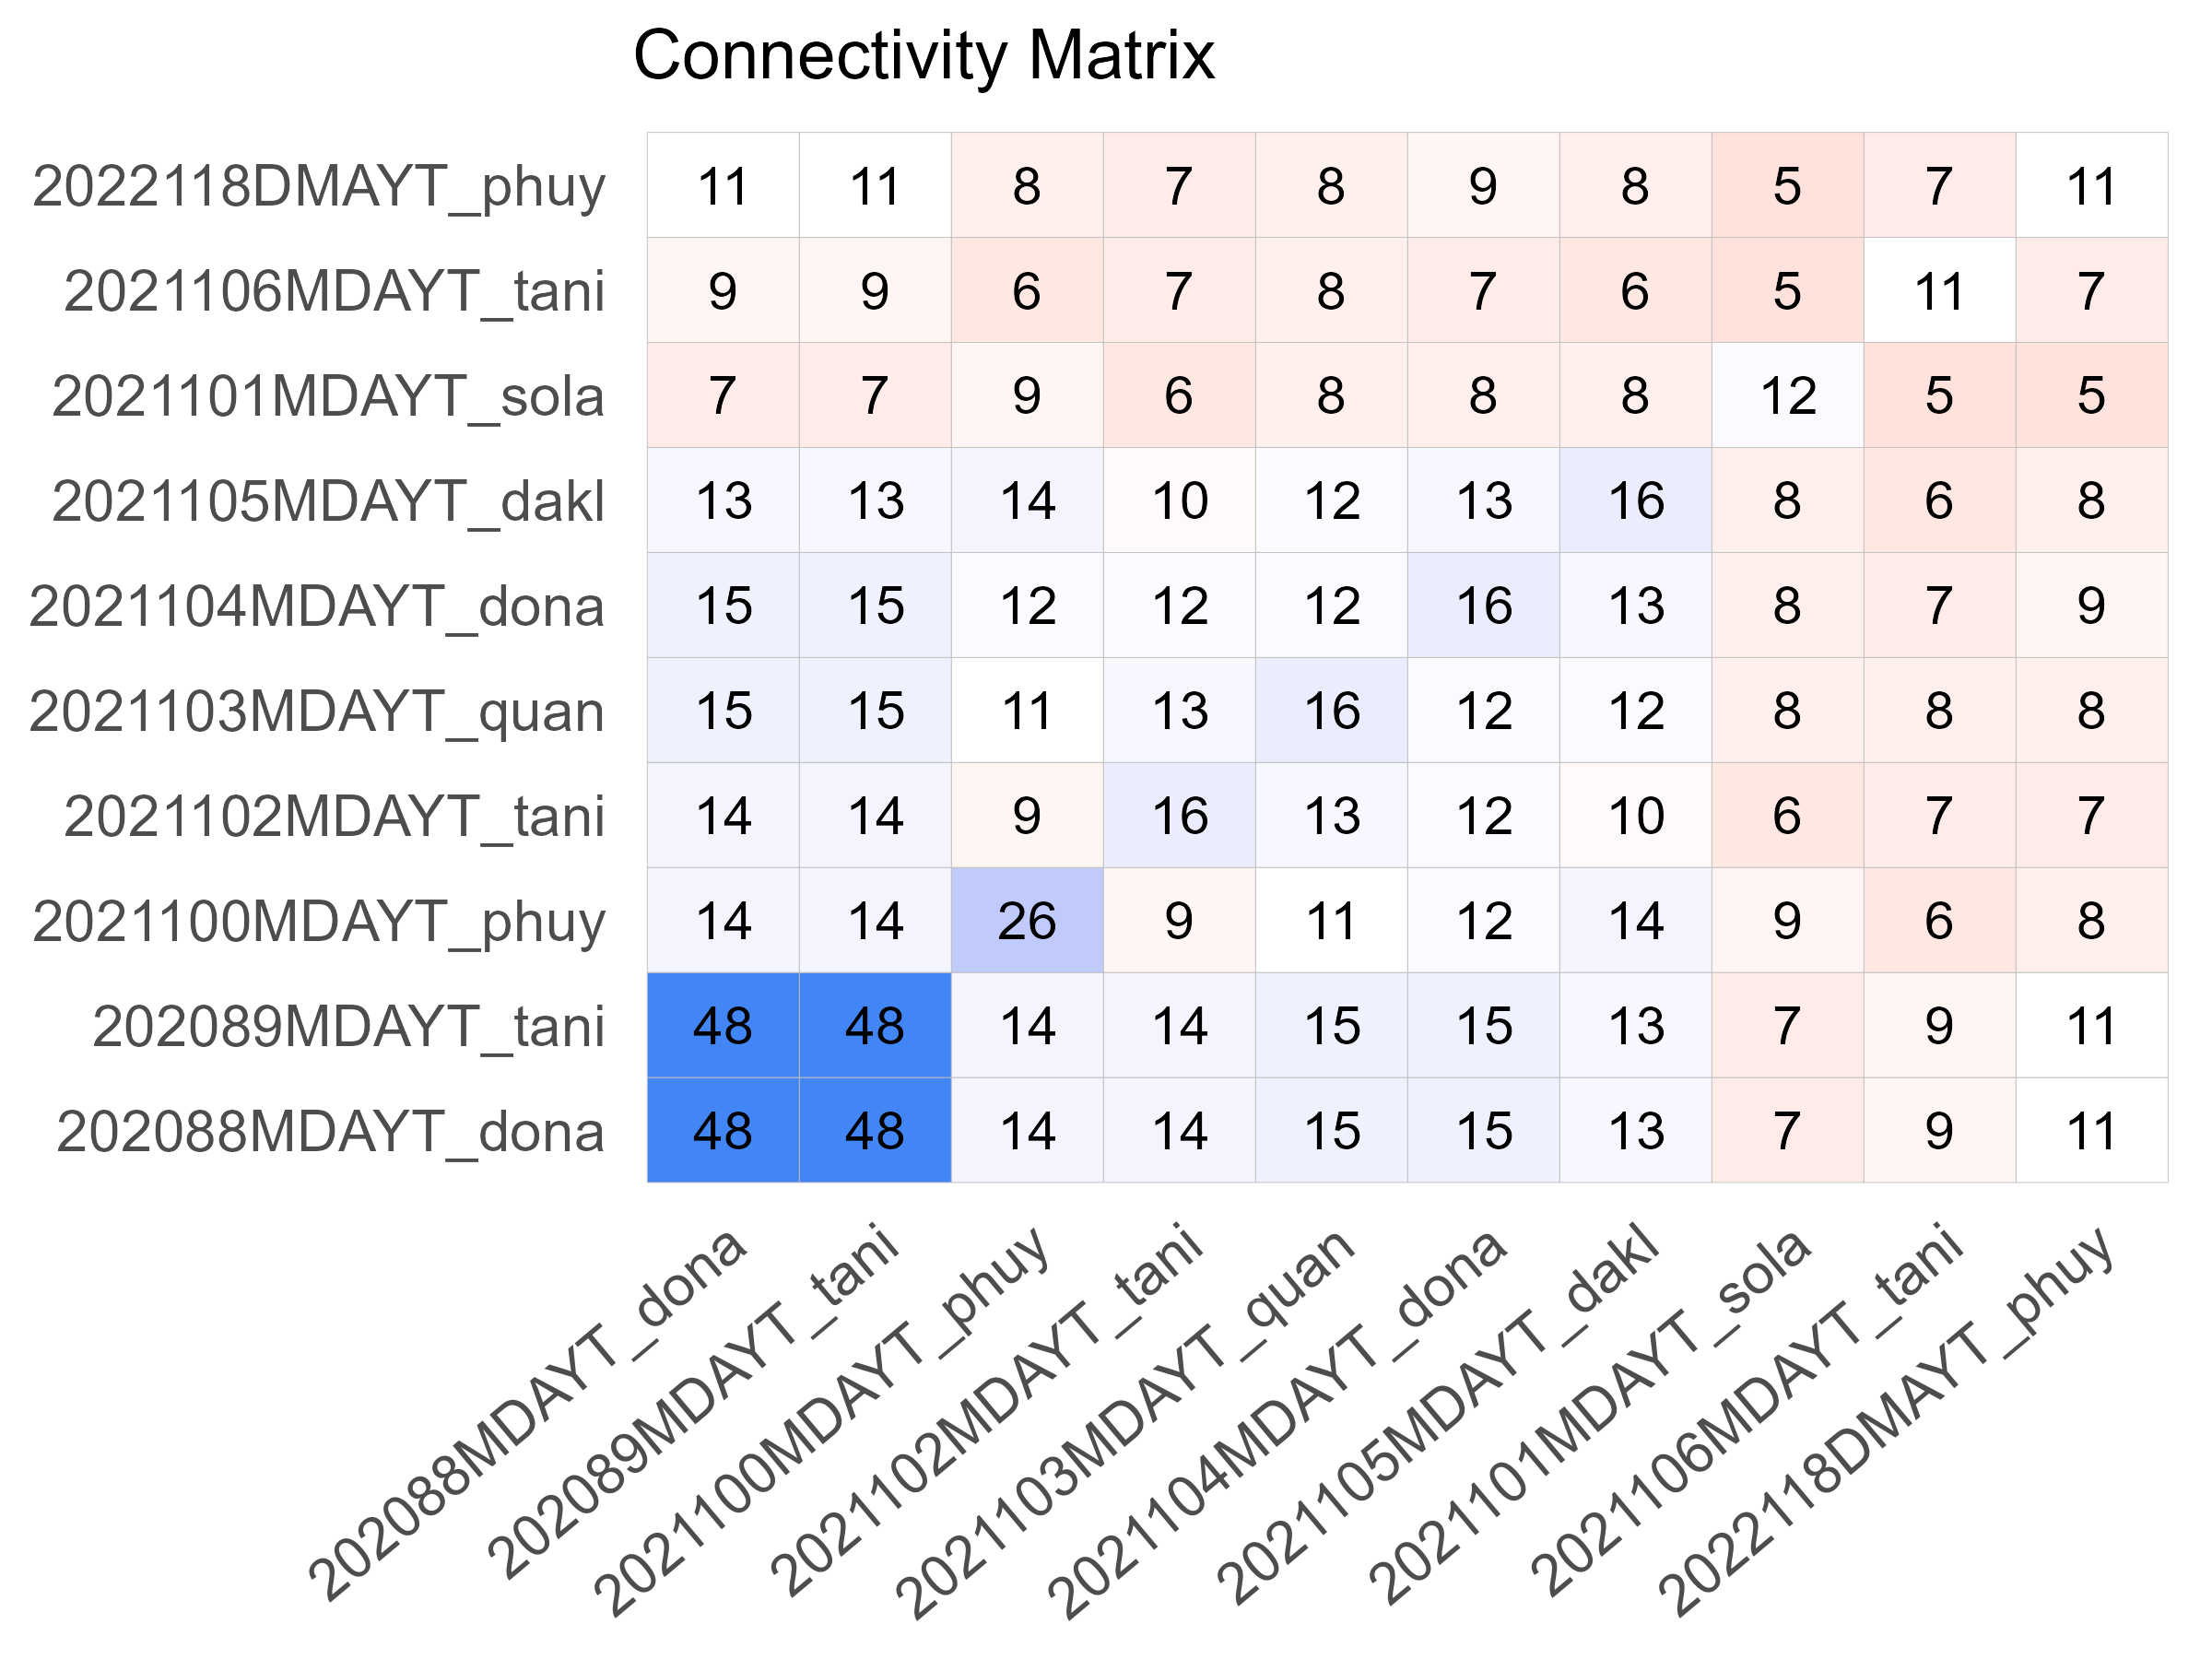 Connectivity Matrix
2022118DMAYT_phuy 11 11 8 7 8 9 8 5 7 11
2021106MDAYT_tani 9 9 6 7 8 7 6 5 11 7
2021101MDAYT_sola 7 7 9 6 8 8 8 12 5 5
2021105MDAYT_dakl 13 13 14 10 12 13 16 8 6 8
2021104MDAYT_dona 15 15 12 12 12 16 13 8 7 9
2021103MDAYT_quan 15 15 11 13 16 12 12 8 8 8
2021102MDAYT_tani 14 14 9 16 13 12 10 6 7 7
2021100MDAYT_phuy 14 14 26 9 11 12 14 9 6 8
202089MDAYT_tani 48 48 14 14 15 15 13 7 9 11
202088MDAYT_dona 48 48 14 14 15 15 13 7 9 11
202088MDAYT_dona
202089MDAYT_tani
2021100MDAYT_phuy
2021102MDAYT_tani
2021103MDAYT_quan
2021104MDAYT_dona
2021105MDAYT_dakl
2021101MDAYT_sola
2021106MDAYT_tani
2022118DMAYT_phuy